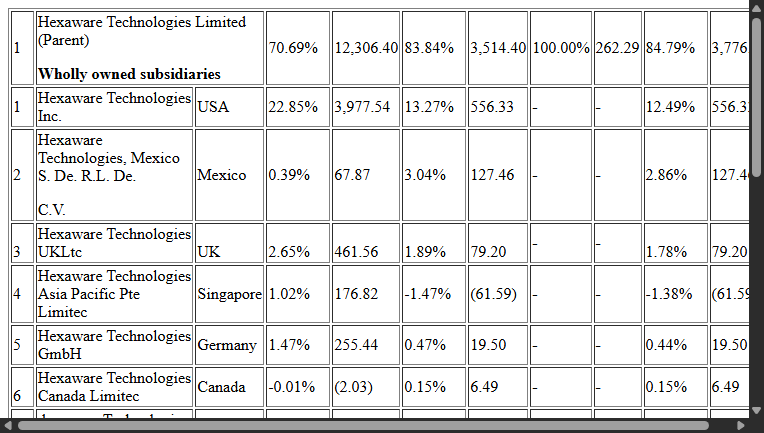 1 Hexaware Technologies Limited (Parent) Wholly owned subsidiaries 70.69% 12,306.40 83.84% 3,514.40 100.00% 262.29 84.79% 3,776
1 Hexaware Technologies Inc. USA 22.85% 3,977.54 13.27% 556.33 - - 12.49% 556.3
2 Hexaware Technologies, Mexico S. De. R.L. De. C.V. Mexico 0.39% 67.87 3.04% 127.46 - - 2.86% 127.4
3 Hexaware Technologies UKLtc UK 2.65% 461.56 1.89% 79.20 - - 1.78% 79.20
4 Hexaware Technologies Asia Pacific Pte Limitec Singapore 1.02% 176.82 -1.47% (61.59) - - -1.38% (61.59
5 Hexaware Technologies GmbH Germany 1.47% 255.44 0.47% 19.50 - - 0.44% 19.50
6 Hexaware Technologies Canada Limitec Canada -0.01% (2.03) 0.15% 6.49 - - 0.15% 6.49